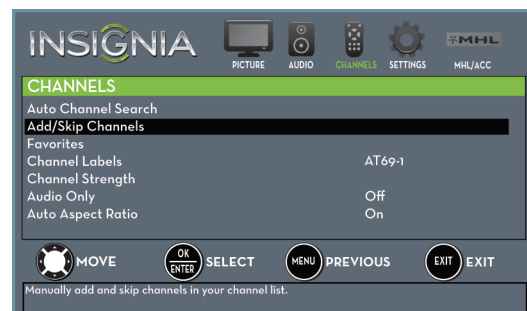 INSIGNIA
PICTURE AUDIO CHANNELS SETTINGS MHL MHL/ACC
CHANNELS
Auto Channel Search
Add/Skip Channels
Favorites
Channel Labels AT69-1
Channel Strength
Audio Only Off
Auto Aspect Ratio On
MOVE OK ENTER SELECT MENU PREVIOUS EXIT EXIT
Manually add and skip channels in your channel list.